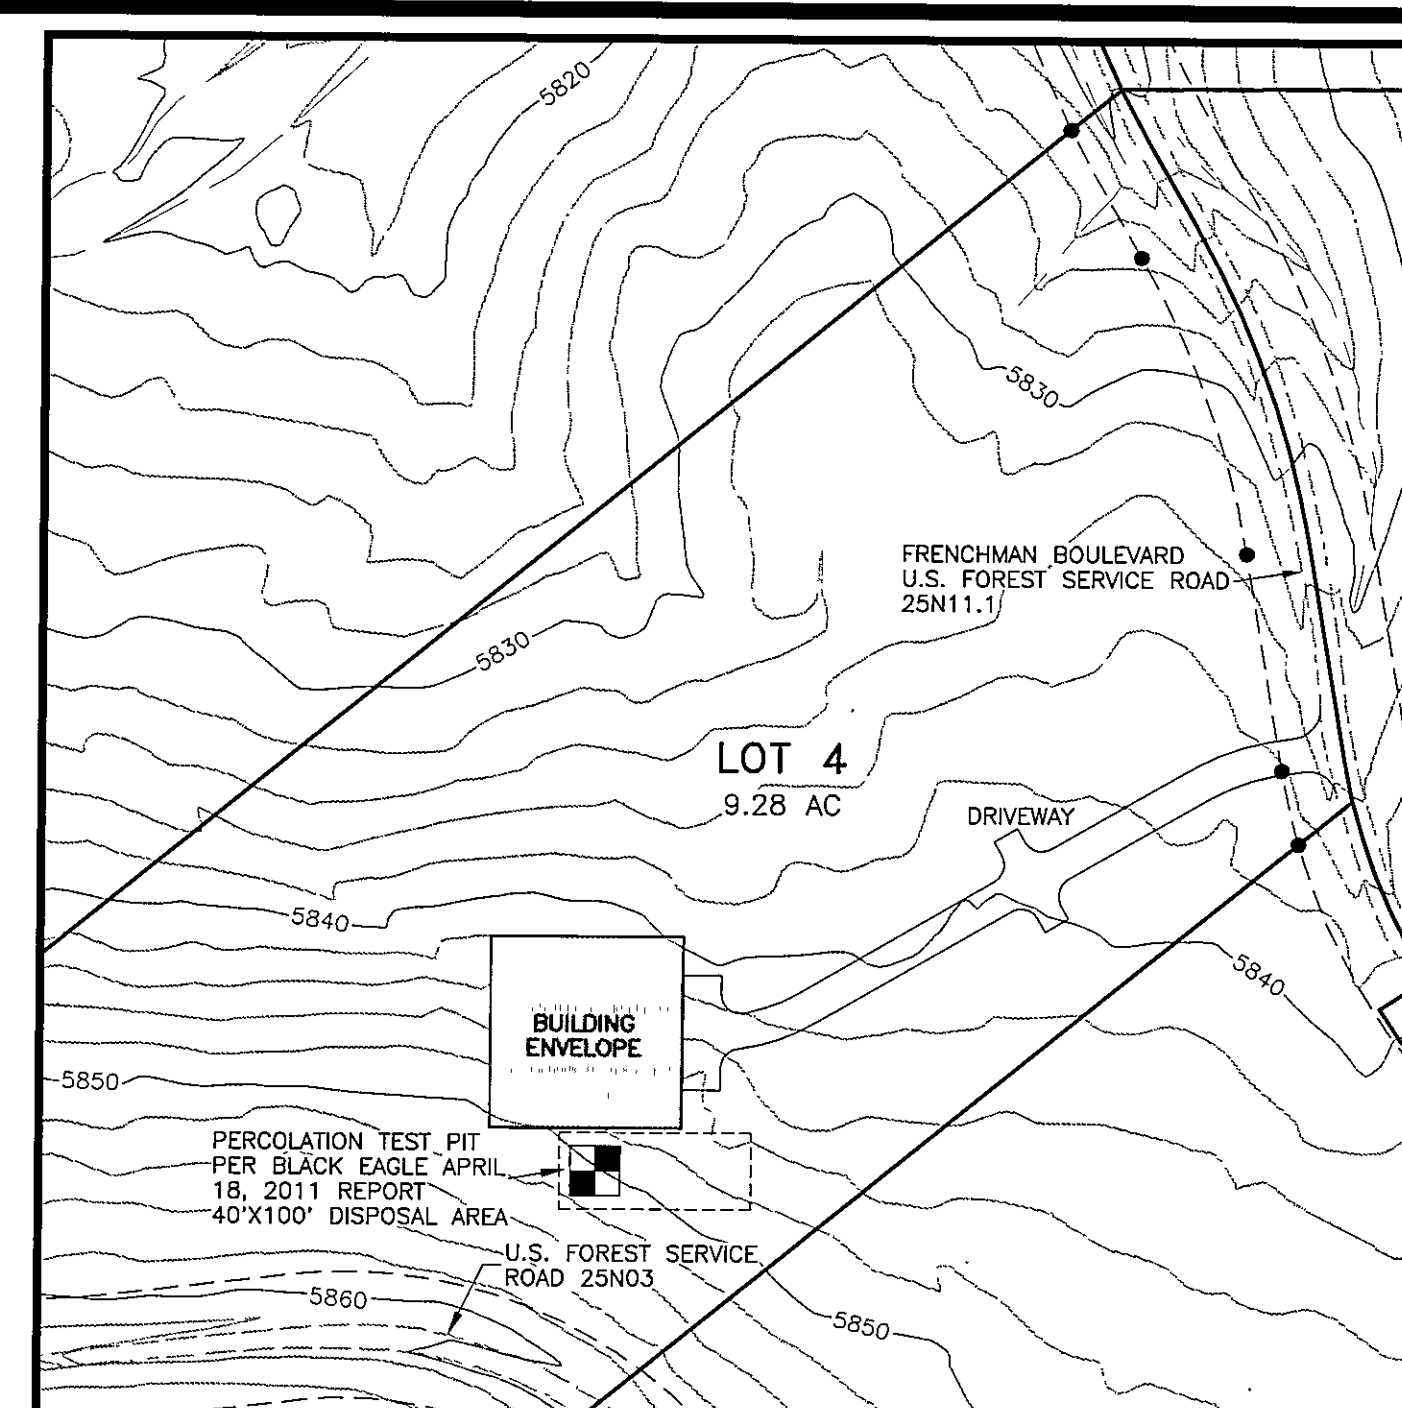 5820
5830
FRENCHMAN BOULEVARD
U.S. FOREST SERVICE ROAD
25N11.1
5830
LOT 4
9.28 AC
DRIVEWAY
5840
5840
BUILDING
ENVELOPE
5850
PERCOLATION TEST PIT
PER BLACK EAGLE APRIL
18, 2011 REPORT
40'X100' DISPOSAL AREA
U.S. FOREST SERVICE
ROAD 25N03
5860
5850